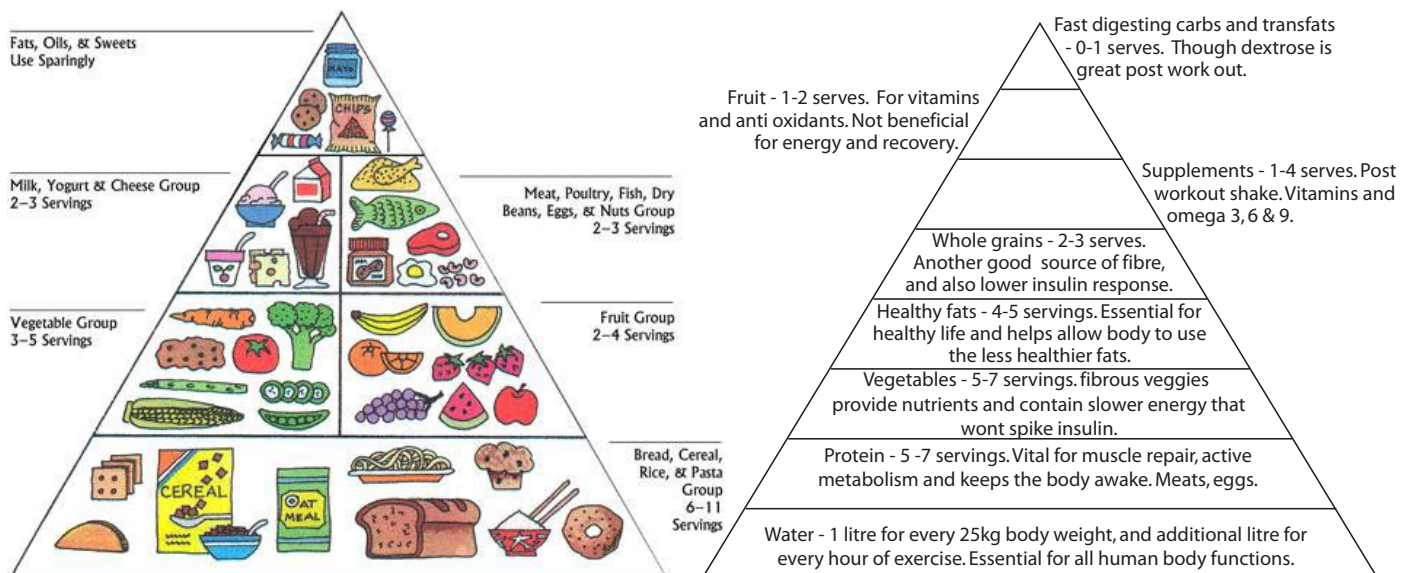 Fats, Oils, & Sweets
Use Sparingly
MAYO
CHIPS
Milk, Yogurt & Cheese Group
2–3 Servings
Meat, Poultry, Fish, Dry
Beans, Eggs, & Nuts Group
2–3 Servings
Vegetable Group
3–5 Servings
Fruit Group
2–4 Servings
Bread, Cereal,
Rice, & Pasta
Group
6–11
Servings
CEREAL
OAT
MEAL
Fast digesting carbs and transfats
- 0-1 serves. Though dextrose is
great post work out.
Fruit - 1-2 serves. For vitamins
and anti oxidants. Not beneficial
for energy and recovery.
Supplements - 1-4 serves. Post
workout shake. Vitamins and
omega 3, 6 & 9.
Whole grains - 2-3 serves.
Another good source of fibre,
and also lower insulin response.
Healthy fats - 4-5 servings. Essential for
healthy life and helps allow body to use
the less healthier fats.
Vegetables - 5-7 servings. fibrous veggies
provide nutrients and contain slower energy that
wont spike insulin.
Protein - 5 -7 servings. Vital for muscle repair, active
metabolism and keeps the body awake. Meats, eggs.
Water - 1 litre for every 25kg body weight, and additional litre for
every hour of exercise. Essential for all human body functions.